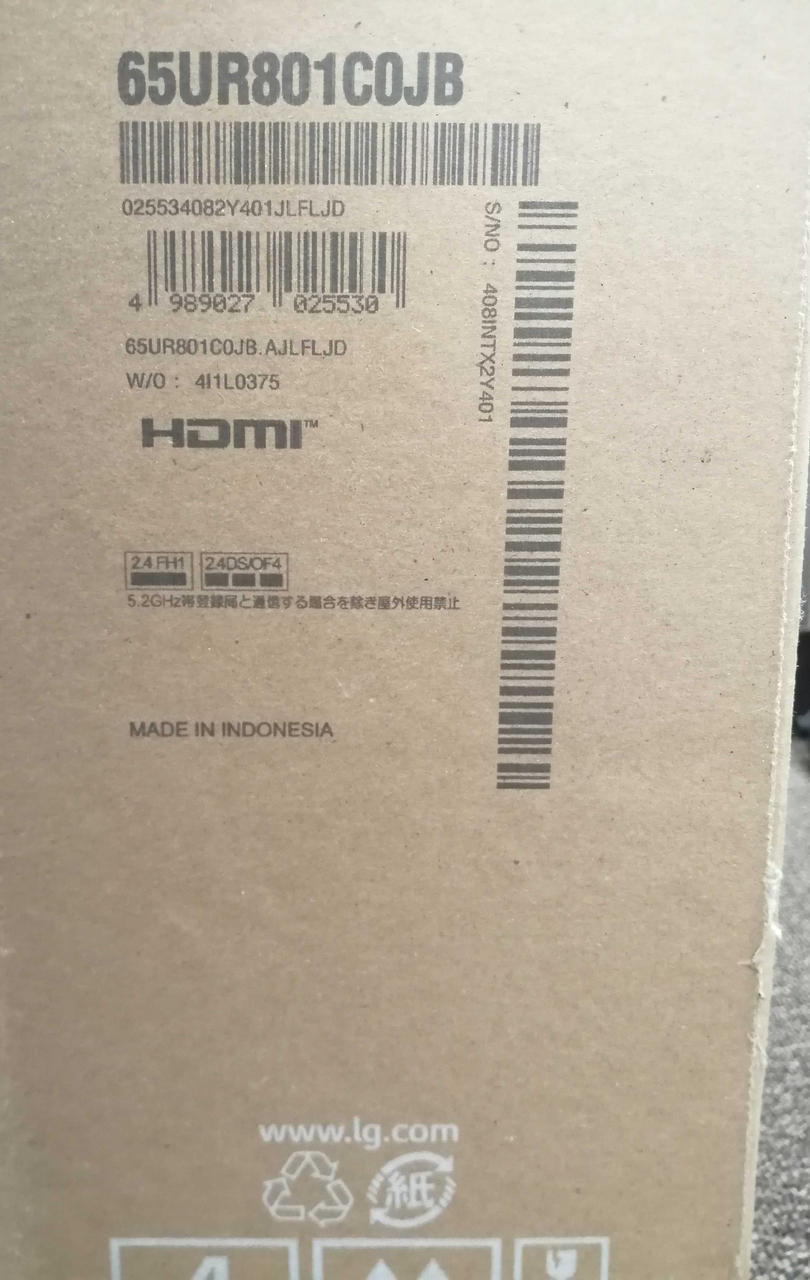 65UR801C0JB
025534082Y401JLFLJD
S/NO : 408INTX2Y401
4 989027 025530
65UR801C0JB.AJLFLJD
W/O : 4I1L0375
HDMI™
2.4 FH1 2.4DS/OF4
5.2GHz帯登録局と通信する場合を除き屋外使用禁止
MADE IN INDONESIA
www.lg.com
紙